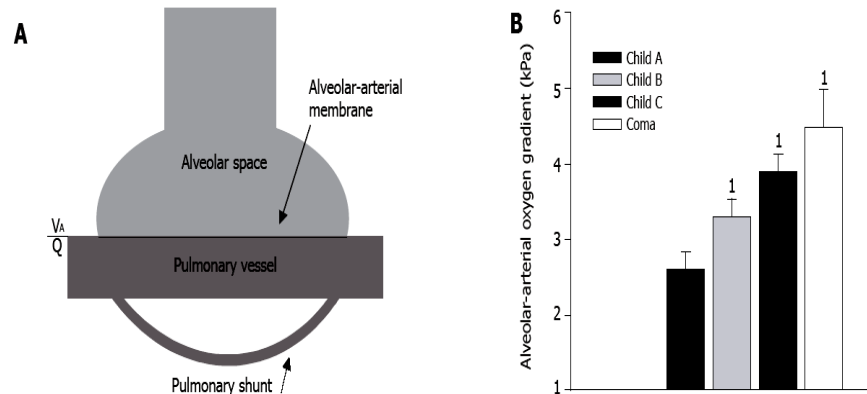 A
Alveolar-arterial
membrane
Alveolar space
VA
Q
Pulmonary vessel
Pulmonary shunt
B
Alveolar-arterial oxygen gradient (kPa)
6
5
4
3
2
1
Child A
Child B
Child C
Coma
1
1
1